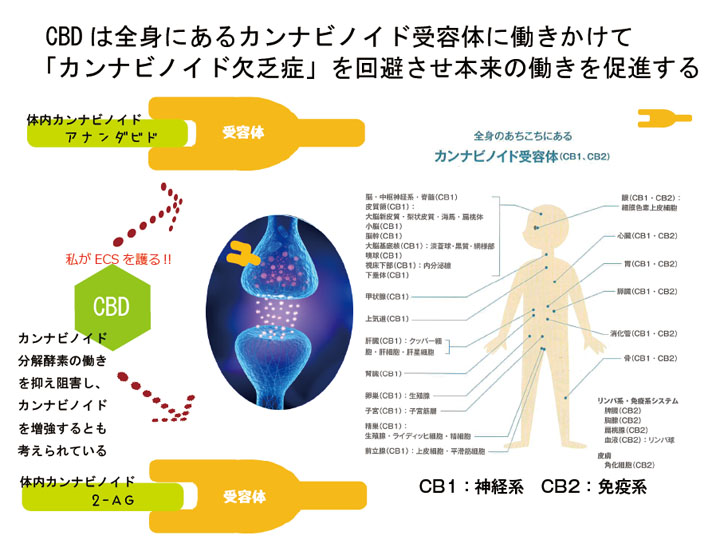 CBDは全身にあるカンナビノイド受容体に働きかけて
「カンナビノイド欠乏症」を回避させ本来の働きを促進する
体内カンナビノイド
アナンダビド
受容体
私がECSを護る!!
CBD
カンナビノイド
分解酵素の働き
を抑え阻害し、
カンナビノイド
を増強するとも
考えられている
体内カンナビノイド
2-AG
受容体
全身のあちこちにある
カンナビノイド受容体(CB1、CB2)
脳・中枢神経系・脊髄(CB1)
皮質領(CB1):
大脳新皮質・梨状皮質・海馬・扁桃体
小脳(CB1)
脳幹(CB1)
大脳基底核(CB1):淡蒼球・黒質・網様部
嗅球(CB1)
視床下部(CB1):内分泌機
下垂体(CB1)
甲状腺(CB1)
上気道(CB1)
肝臓(CB1):クッパー細
胞・肝細胞・肝星細胞
腎臓(CB1)
卵巣(CB1):生殖腺
子宮(CB1):子宮筋層
精巣(CB1):
生殖腺・ライディッヒ細胞・精細胞
前立腺(CB1):上皮細胞・平滑筋細胞
眼(CB1・CB2):
網膜色素上皮細胞
心臓(CB1・CB2)
胃(CB1・CB2)
膵臓(CB1・CB2)
消化管(CB1・CB2)
骨(CB1・CB2)
リンパ系・免疫系システム
脾臓(CB2)
胸腺(CB2)
扁桃腺(CB2)
血液(CB2):リンパ球
皮膚
角化細胞(CB2)
CB1:神経系 CB2:免疫系